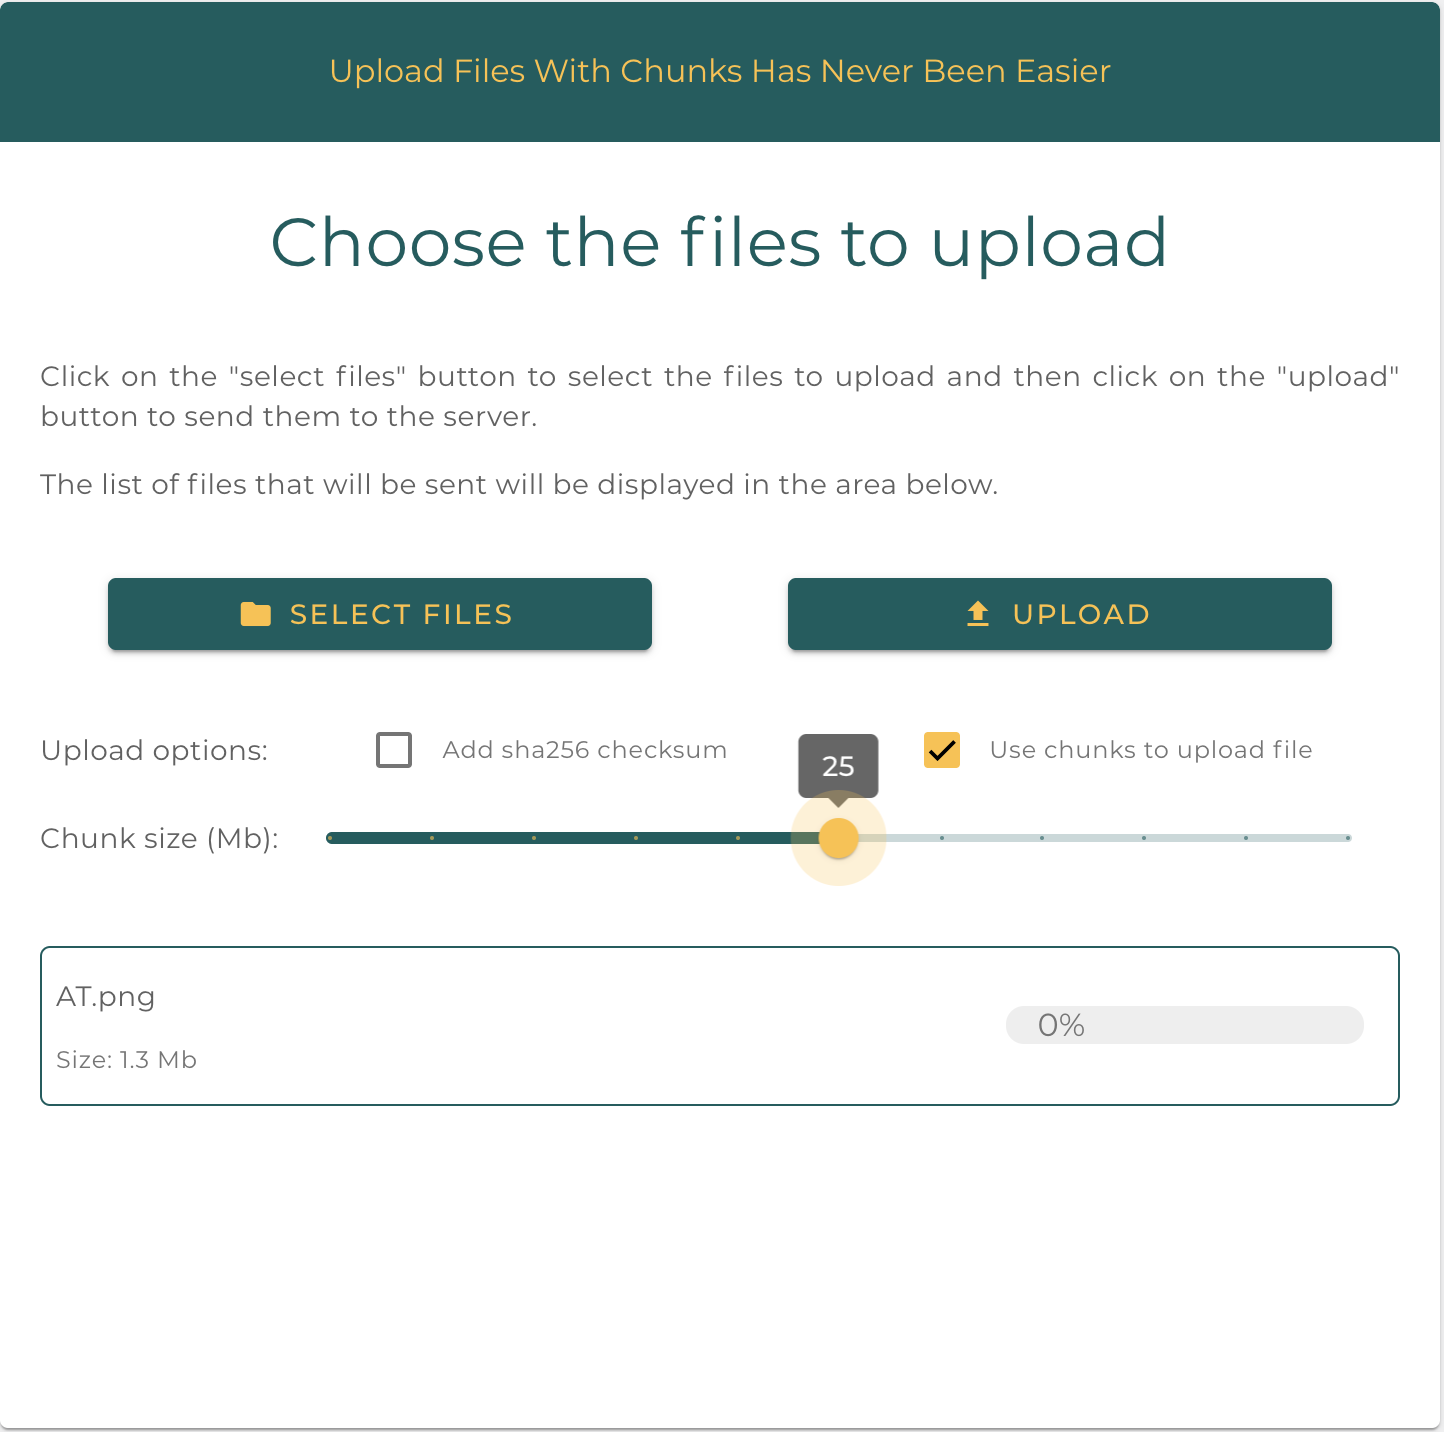 Upload Files With Chunks Has Never Been Easier
Choose the files to upload
Click on the "select files" button to select the files to upload and then click on the "upload"
button to send them to the server.
The list of files that will be sent will be displayed in the area below.
SELECT FILES
UPLOAD
Upload options:
Add sha256 checksum
Use chunks to upload file
25
Chunk size (Mb):
AT.png
0%
Size: 1.3 Mb